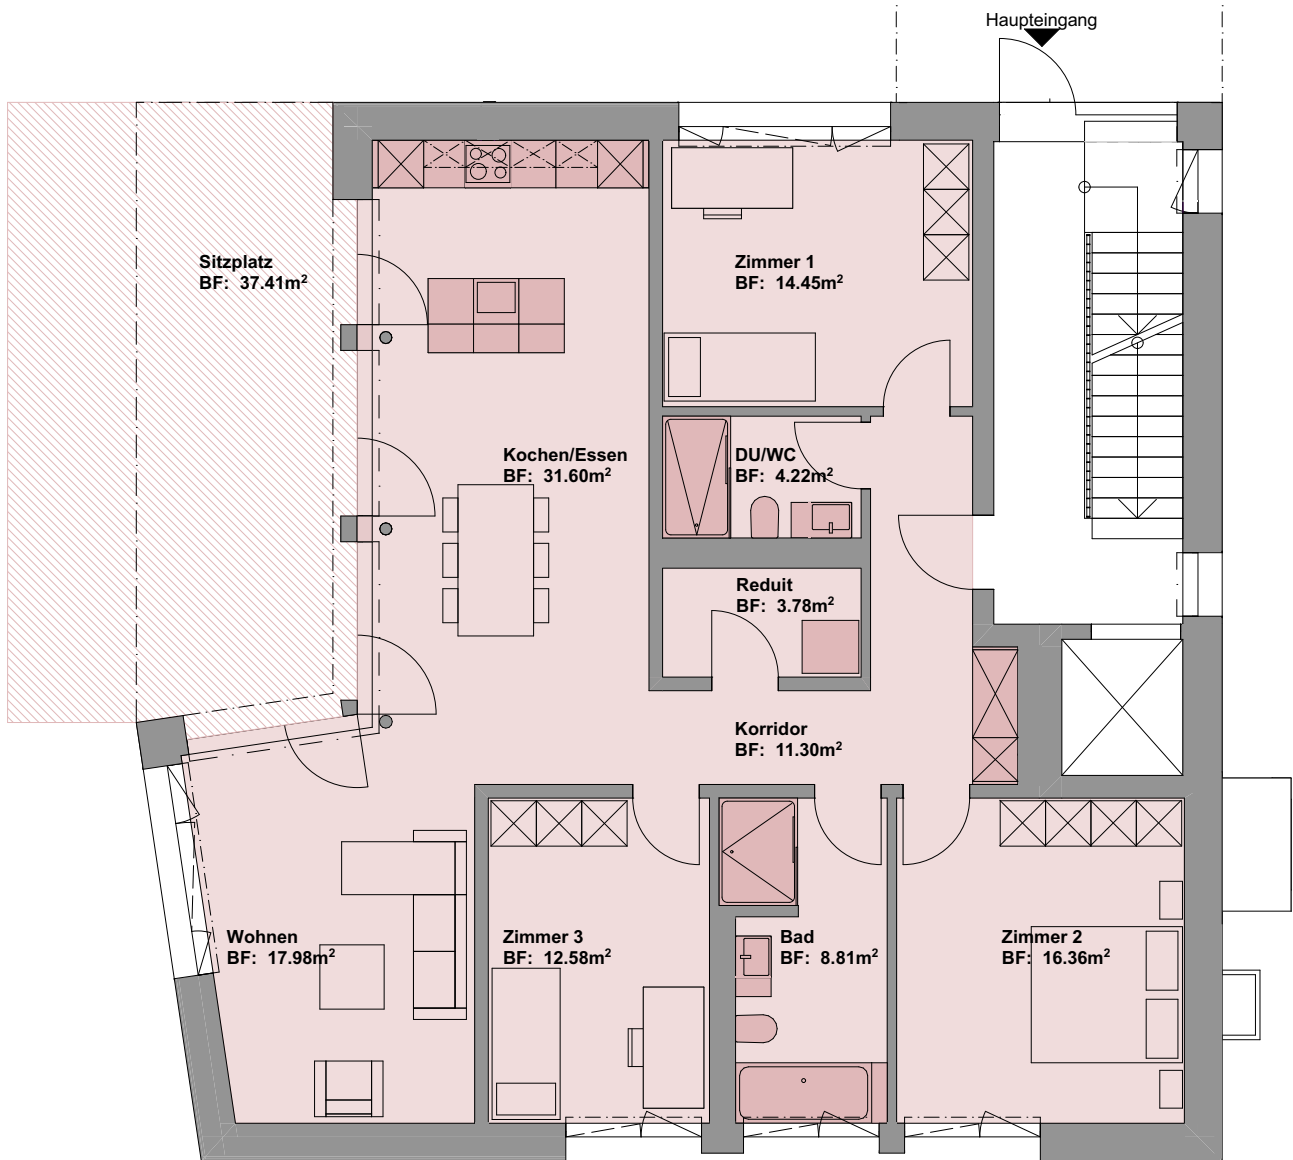 Haupteingang
Sitzplatz
BF: 37.41m²
Zimmer 1
BF: 14.45m²
Kochen/Essen
BF: 31.60m²
DU/WC
BF: 4.22m²
Reduit
BF: 3.78m²
Korridor
BF: 11.30m²
Wohnen
BF: 17.98m²
Zimmer 3
BF: 12.58m²
Bad
BF: 8.81m²
Zimmer 2
BF: 16.36m²